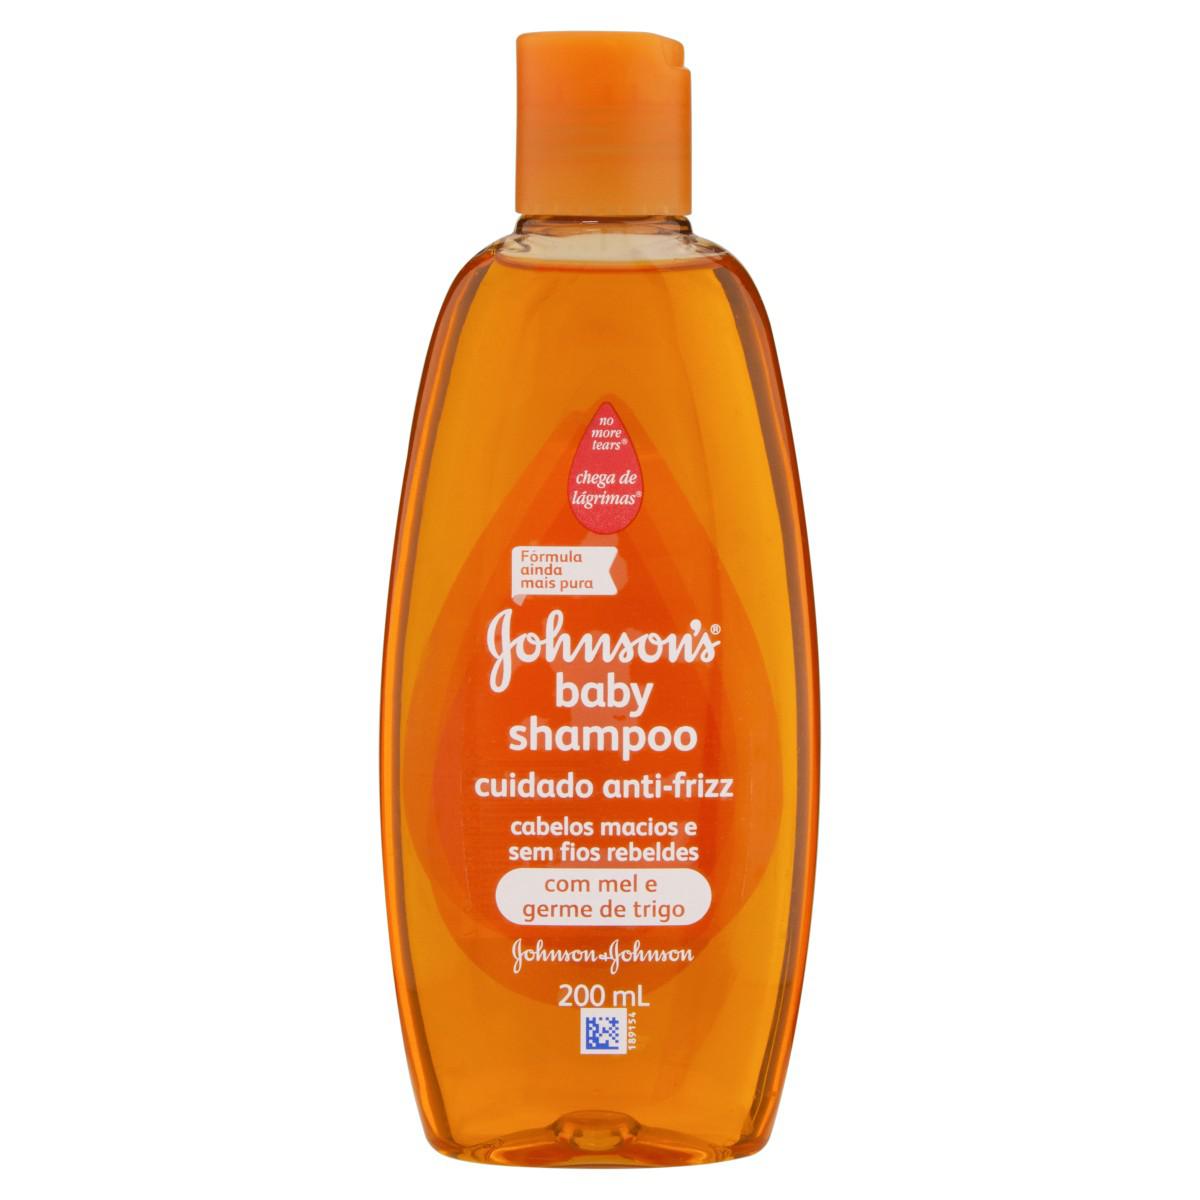 no
more
tears®
chega de
lágrimas®
Fórmula
ainda
mais pura
Johnson's®
baby
shampoo
cuidado anti-frizz
cabelos macios e
sem fios rebeldes
com mel e
germe de trigo
Johnson+Johnson
200 mL
189154